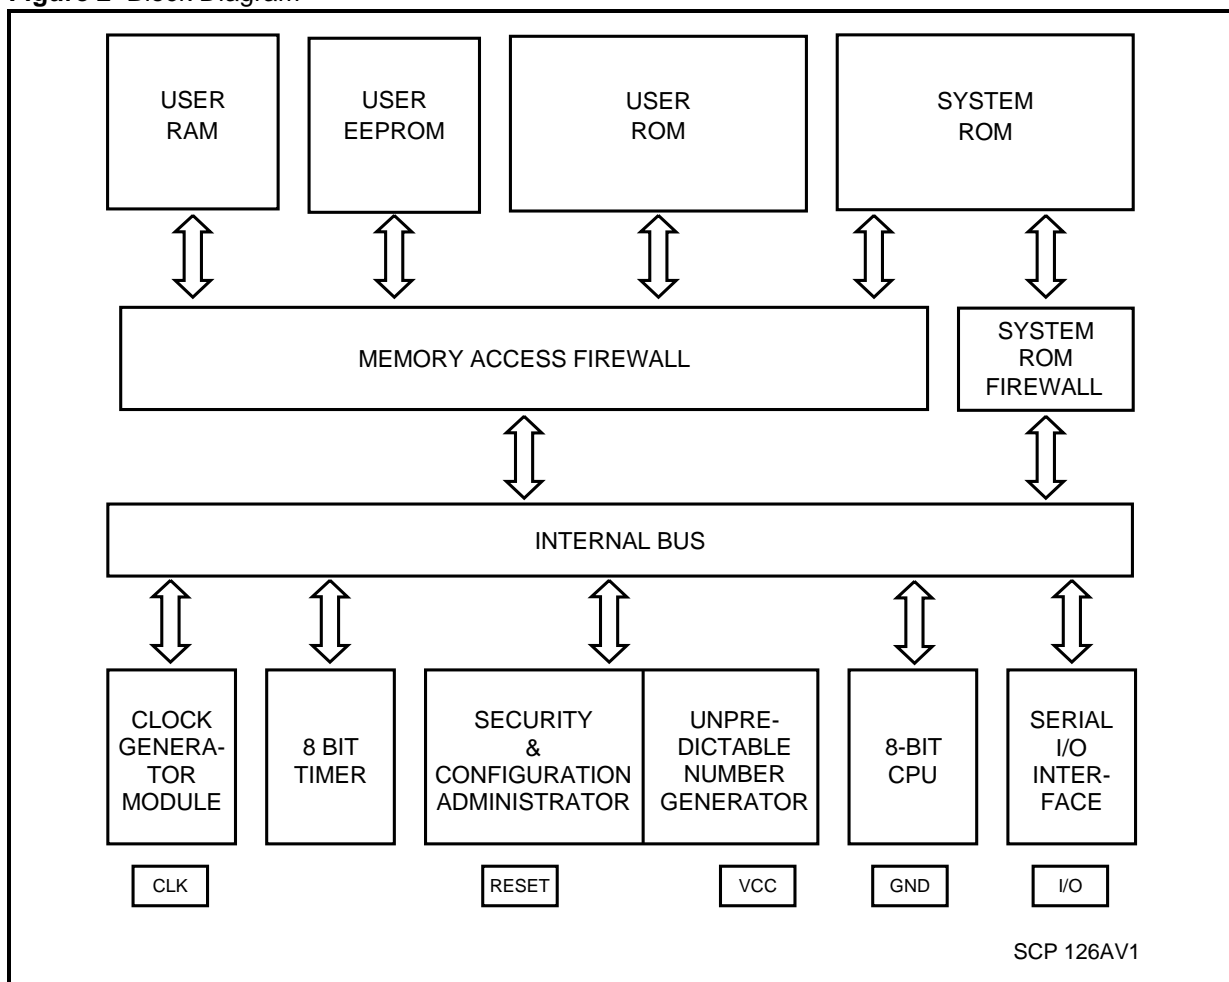 Figure 2 Block Diagram
USER
RAM
USER
EEPROM
USER
ROM
SYSTEM
ROM
MEMORY ACCESS FIREWALL
SYSTEM
ROM
FIREWALL
INTERNAL BUS
CLOCK
GENERA-
TOR
MODULE
8 BIT
TIMER
SECURITY
&
CONFIGURATION
ADMINISTRATOR
UNPRE-
DICTABLE
NUMBER
GENERATOR
8-BIT
CPU
SERIAL
I/O
INTER-
FACE
CLK
RESET
VCC
GND
I/O
SCP 126AV1